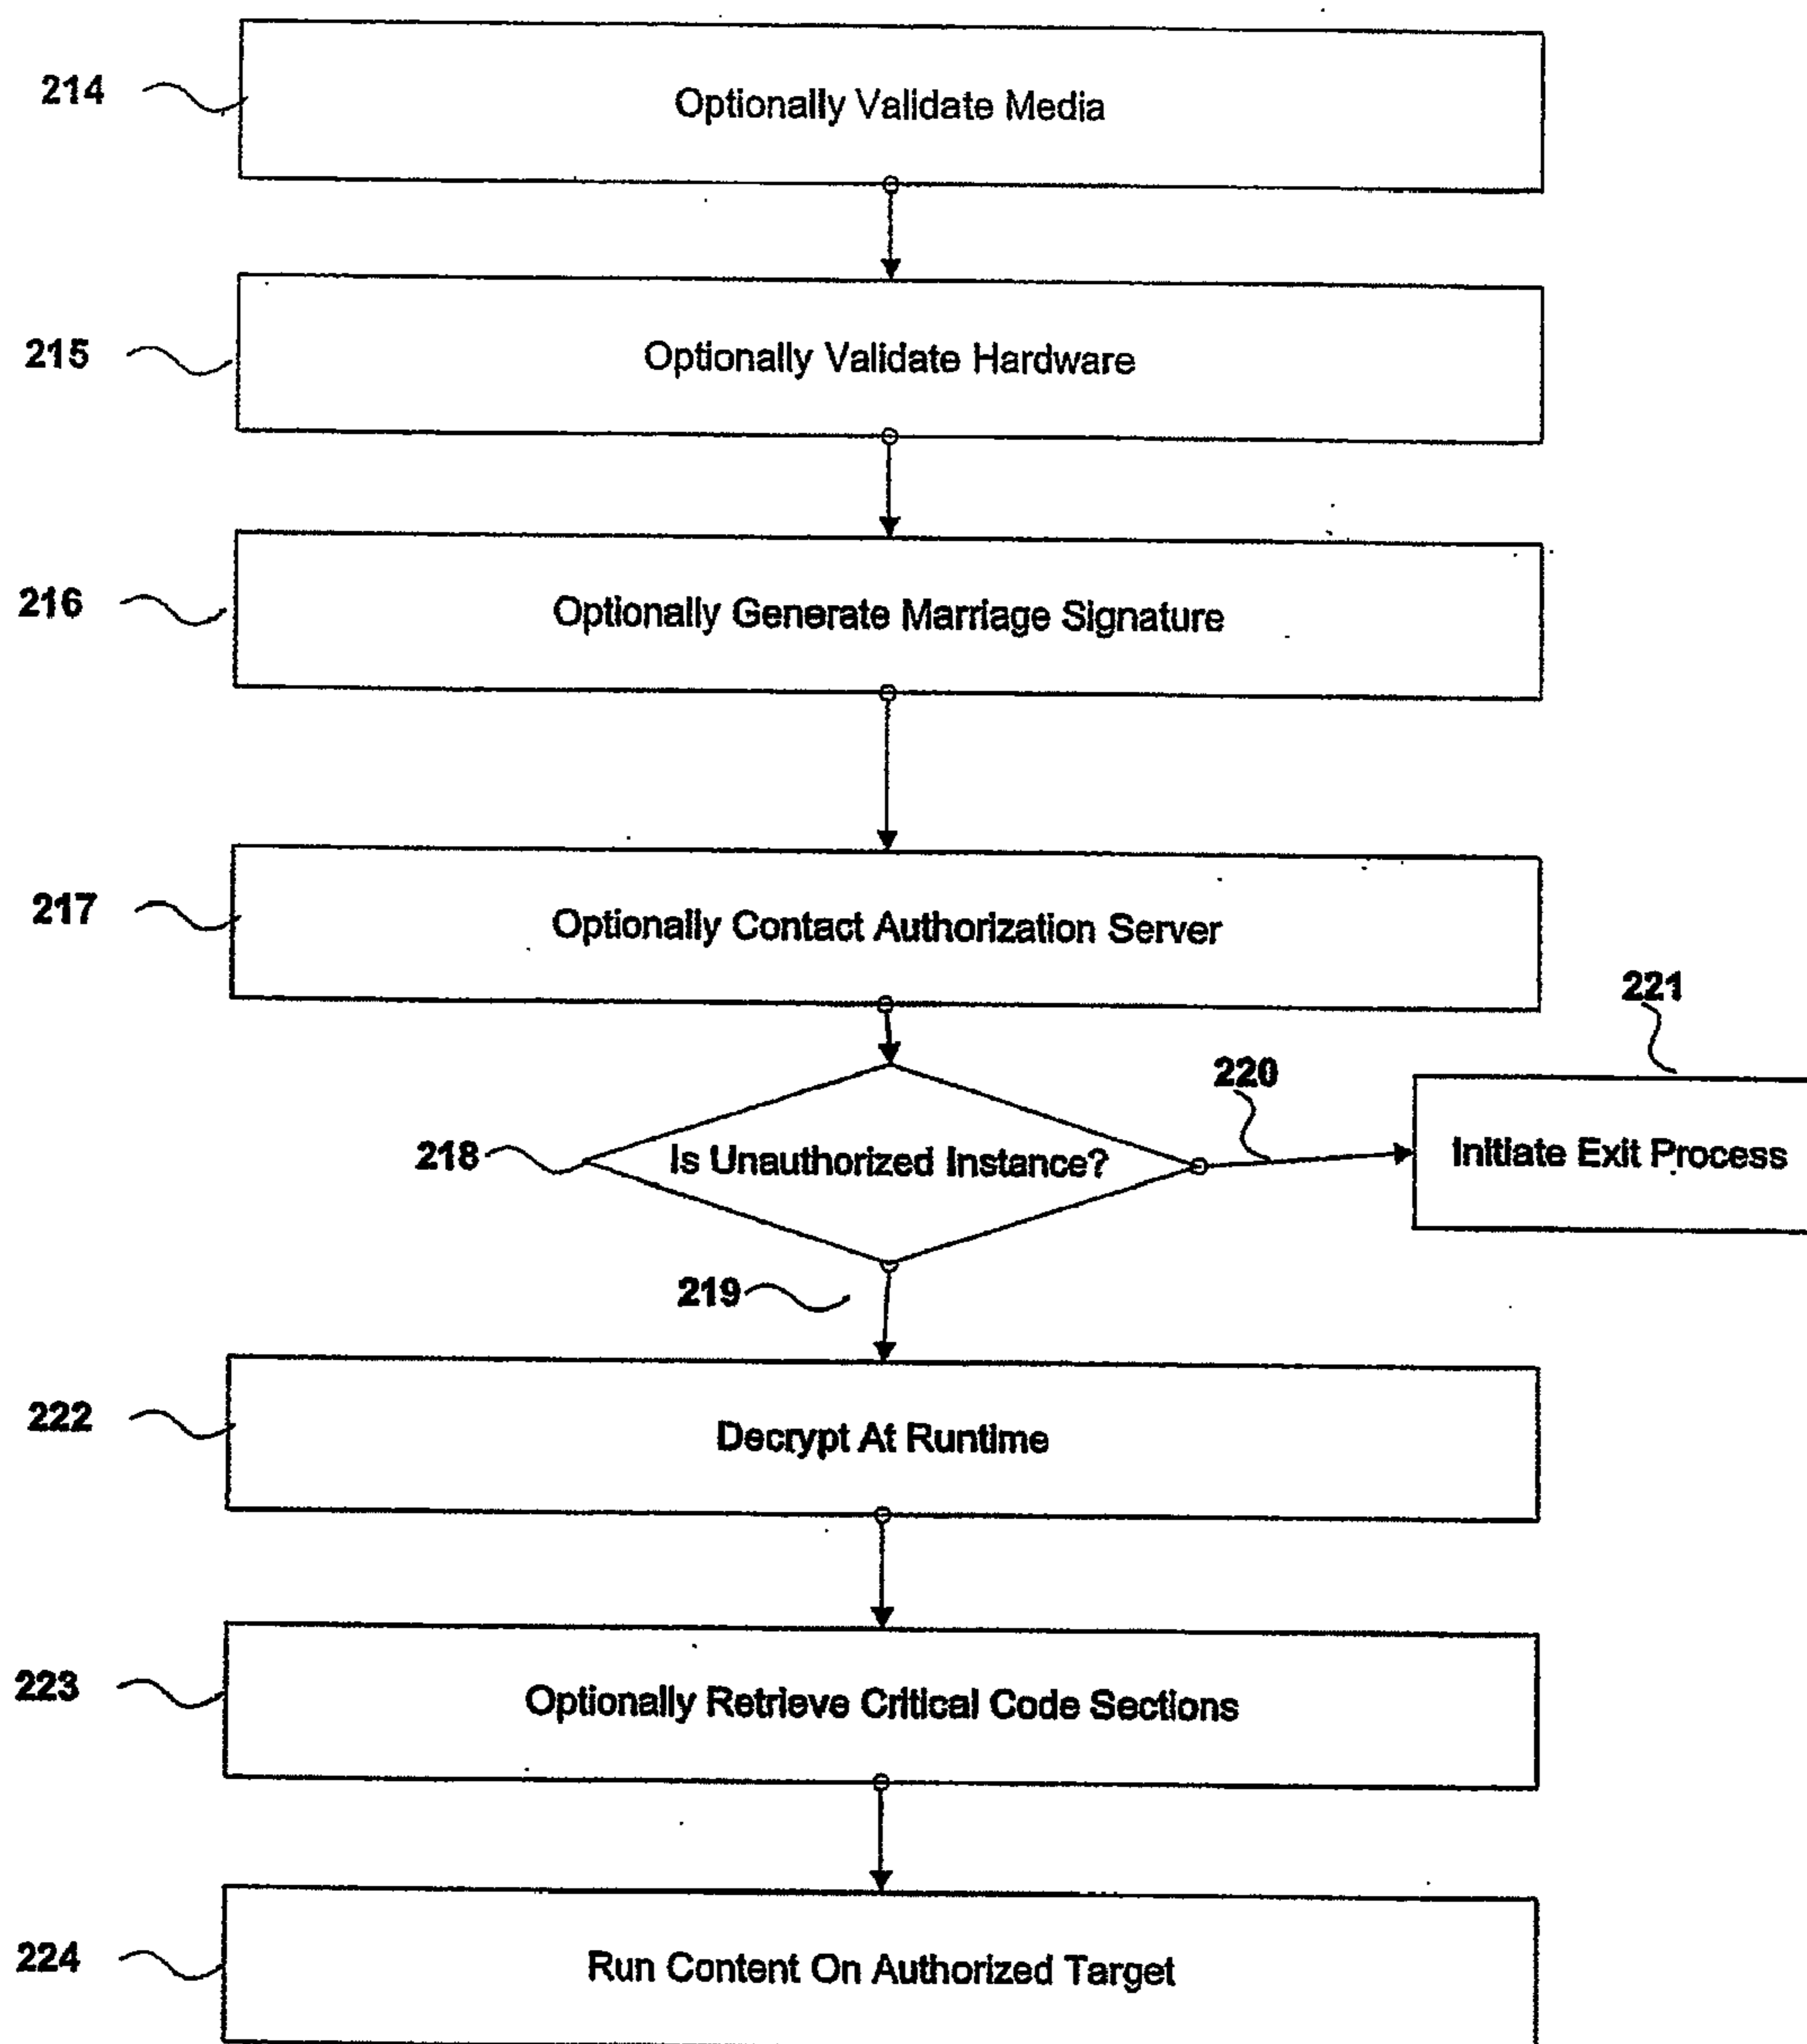 214
Optionally Validate Media
215
Optionally Validate Hardware
216
Optionally Generate Marriage Signature
217
Optionally Contact Authorization Server
221
220
218
Is Unauthorized Instance?
Initiate Exit Process
219
222
Decrypt At Runtime
223
Optionally Retrieve Critical Code Sections
224
Run Content On Authorized Target